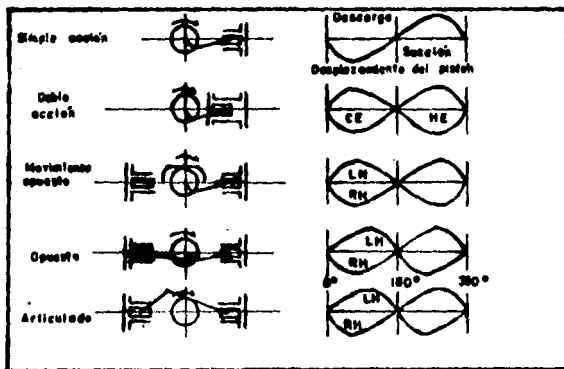 Simple acción
Descarga
Succión
Desplazamiento del piston
Doble
acción
CE
HE
Movimiento
opuesto
LH
RH
Opuesto
LH
RH
0° 180° 360°
Articulado
LH
RH